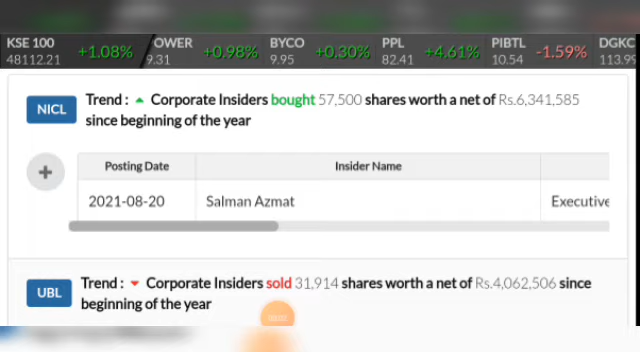 KSE 100 +1.08% OWER +0.98% BYCO +0.30% PPL +4.61% PIBTL -1.59% DGKC
48112.21 9.31 9.95 82.41 10.54 113.99
NICL Trend : Corporate Insiders bought 57,500 shares worth a net of Rs.6,341,585
since beginning of the year
+ Posting Date Insider Name
2021-08-20 Salman Azmat Executive
UBL Trend : Corporate Insiders sold 31,914 shares worth a net of Rs.4,062,506 since
beginning of the year